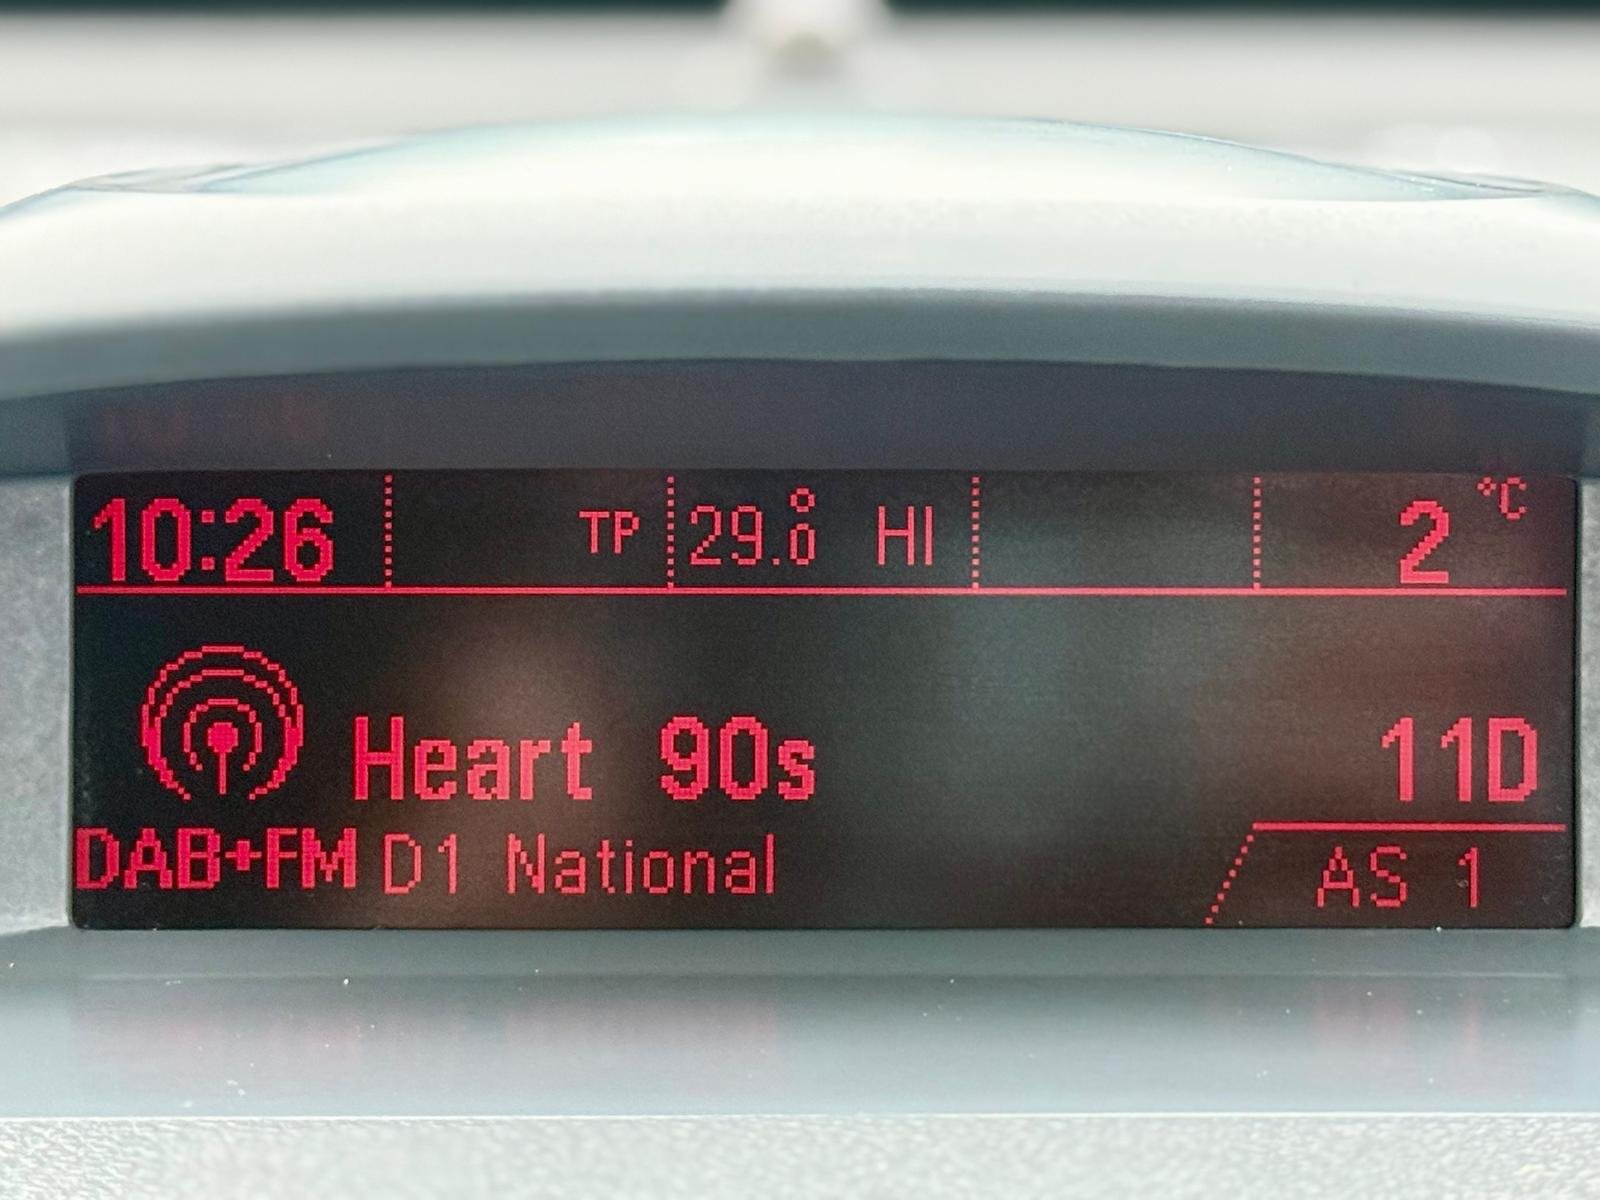 10:26 TP 29.0° HI 2 °C
Heart 90s 11D
DAB+FM D1 National AS 1